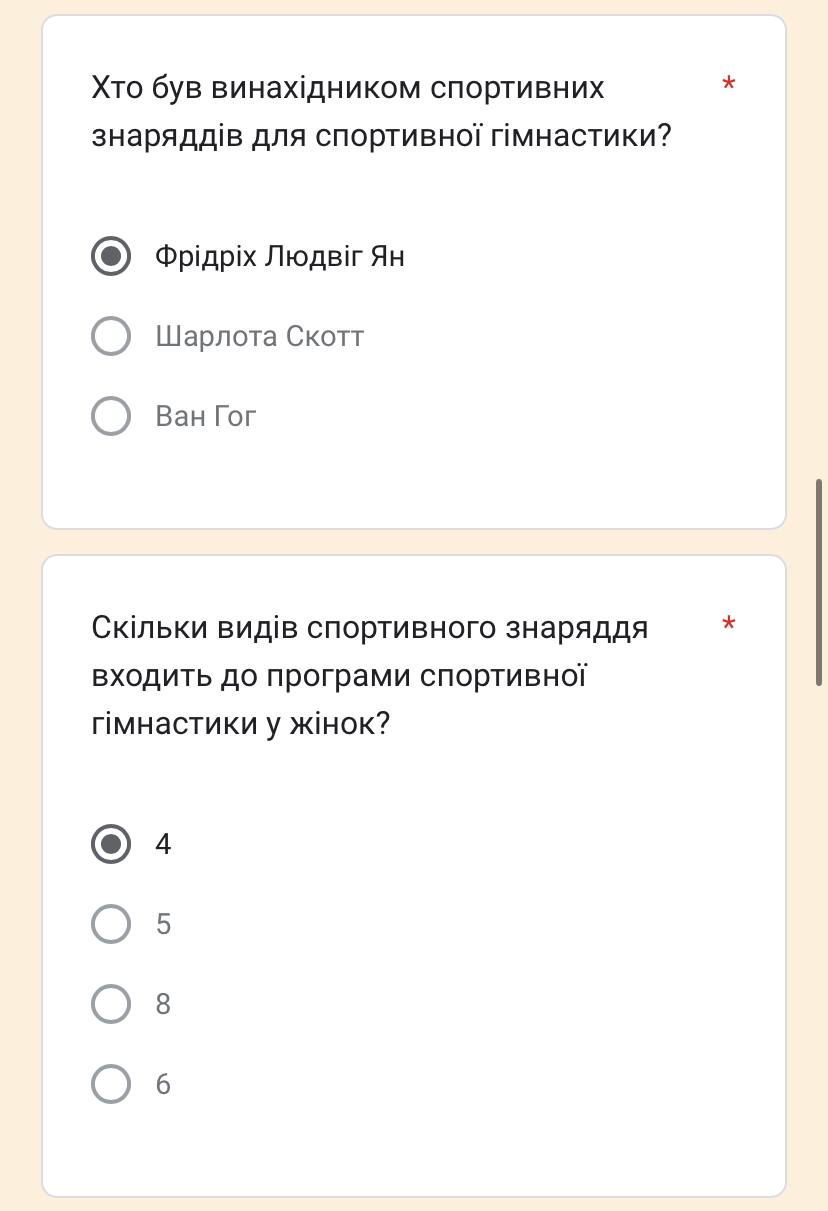 Хто був винахідником спортивних *
знаряддів для спортивної гімнастики?
Фрідріх Людвіг Ян
Шарлота Скотт
Ван Гог
Скільки видів спортивного знаряддя *
входить до програми спортивної
гімнастики у жінок?
4
5
8
6